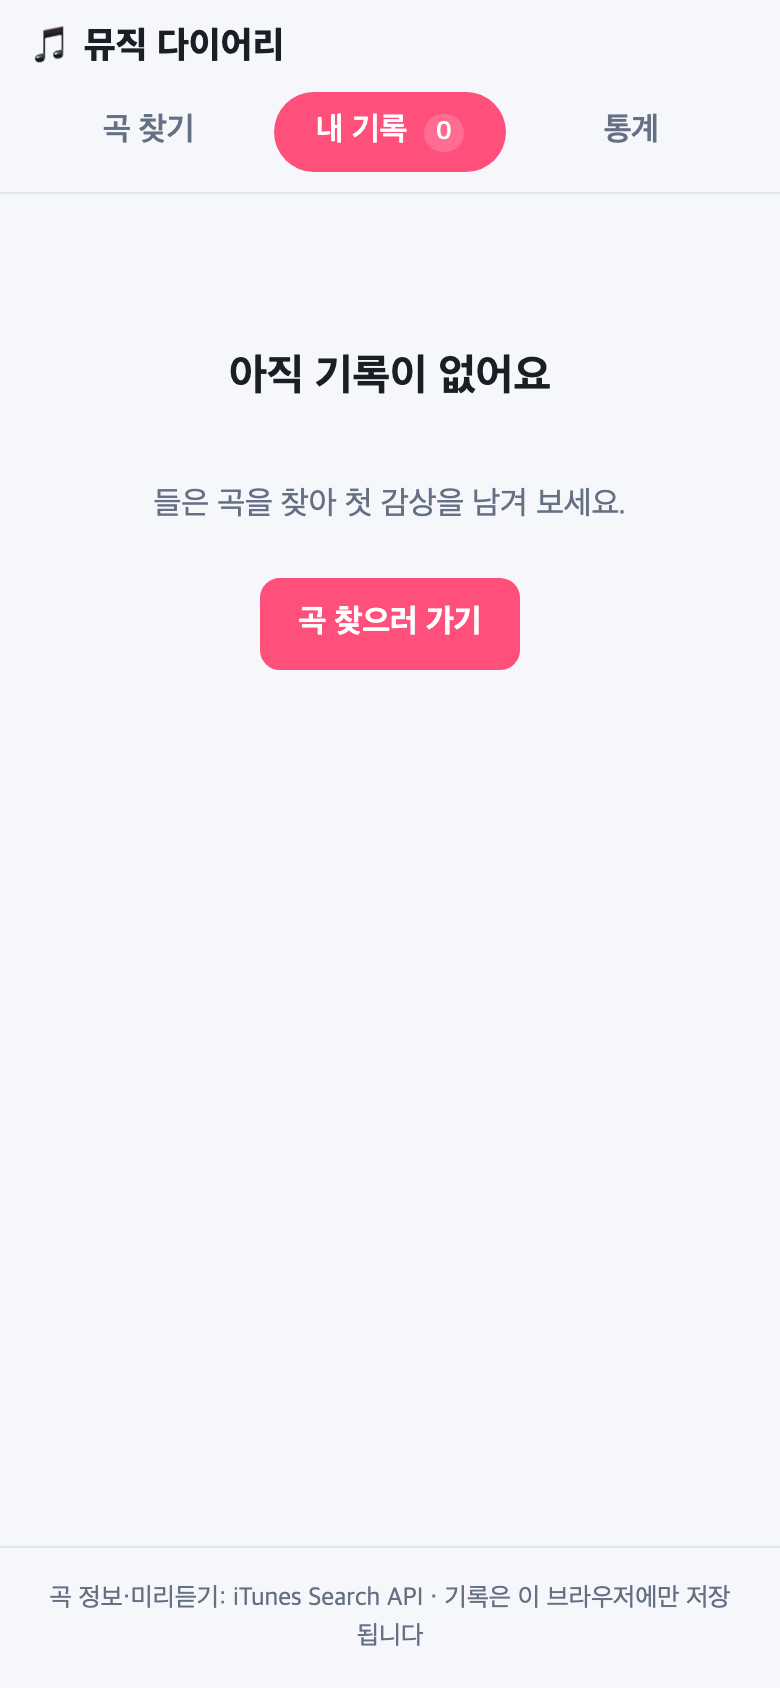 🎵 뮤직 다이어리
곡 찾기
내 기록 0
통계
아직 기록이 없어요
들은 곡을 찾아 첫 감상을 남겨 보세요.
곡 찾으러 가기
곡 정보·미리듣기: iTunes Search API · 기록은 이 브라우저에만 저장
됩니다